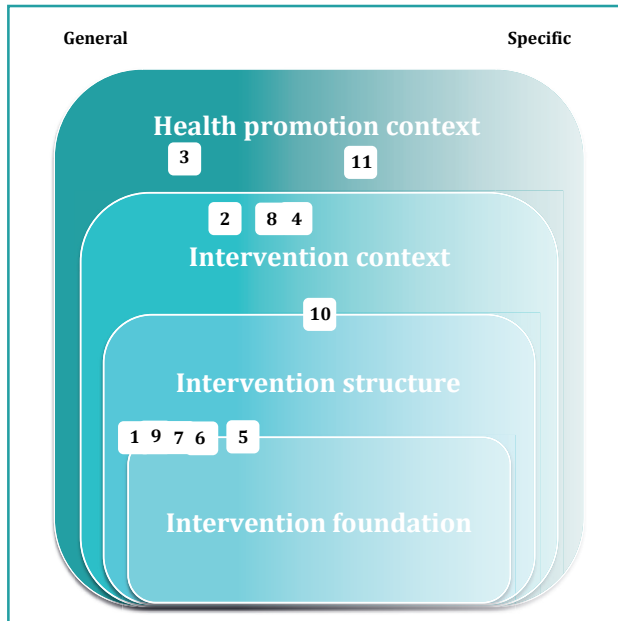 General Specific
Health promotion context
3 11
2 8 4
Intervention context
10
Intervention structure
1 9 7 6 5
Intervention foundation